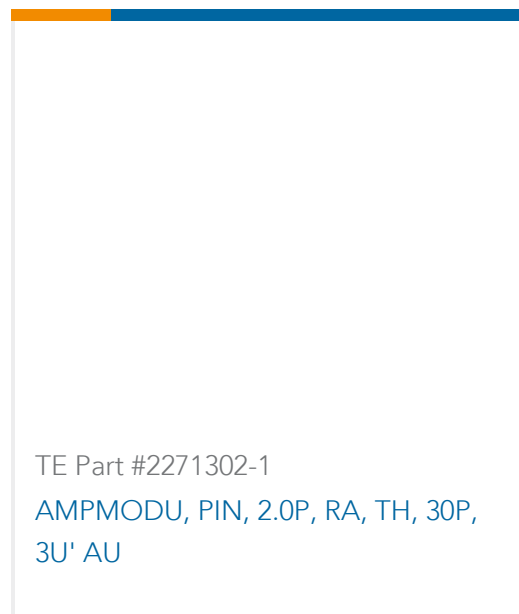 TE Part #2271302-1
AMPMODU, PIN, 2.0P, RA, TH, 30P,
3U' AU